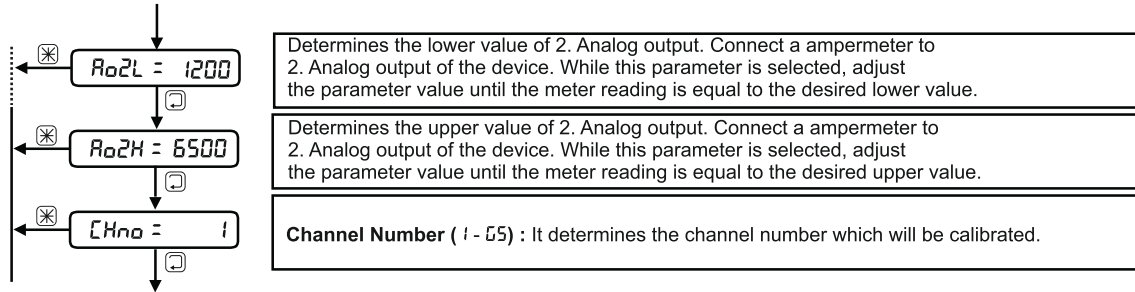 Ao2L = 1200
Determines the lower value of 2. Analog output. Connect a ampermeter to
2. Analog output of the device. While this parameter is selected, adjust
the parameter value until the meter reading is equal to the desired lower value.
Ao2H = 6500
Determines the upper value of 2. Analog output. Connect a ampermeter to
2. Analog output of the device. While this parameter is selected, adjust
the parameter value until the meter reading is equal to the desired upper value.
CHno = 1
Channel Number ( 1 - G5) : It determines the channel number which will be calibrated.